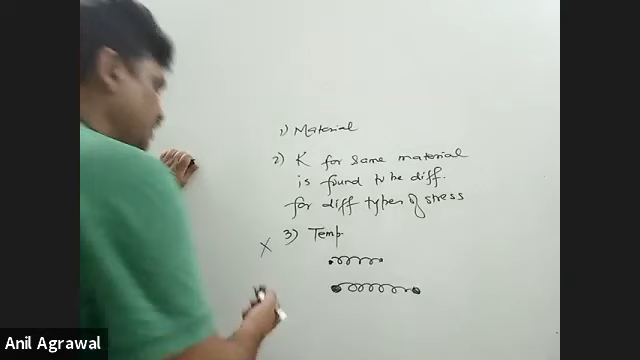 1) Material
2) K for same material
is found to be diff.
for diff types of stress
X 3) Temp
Anil Agrawal